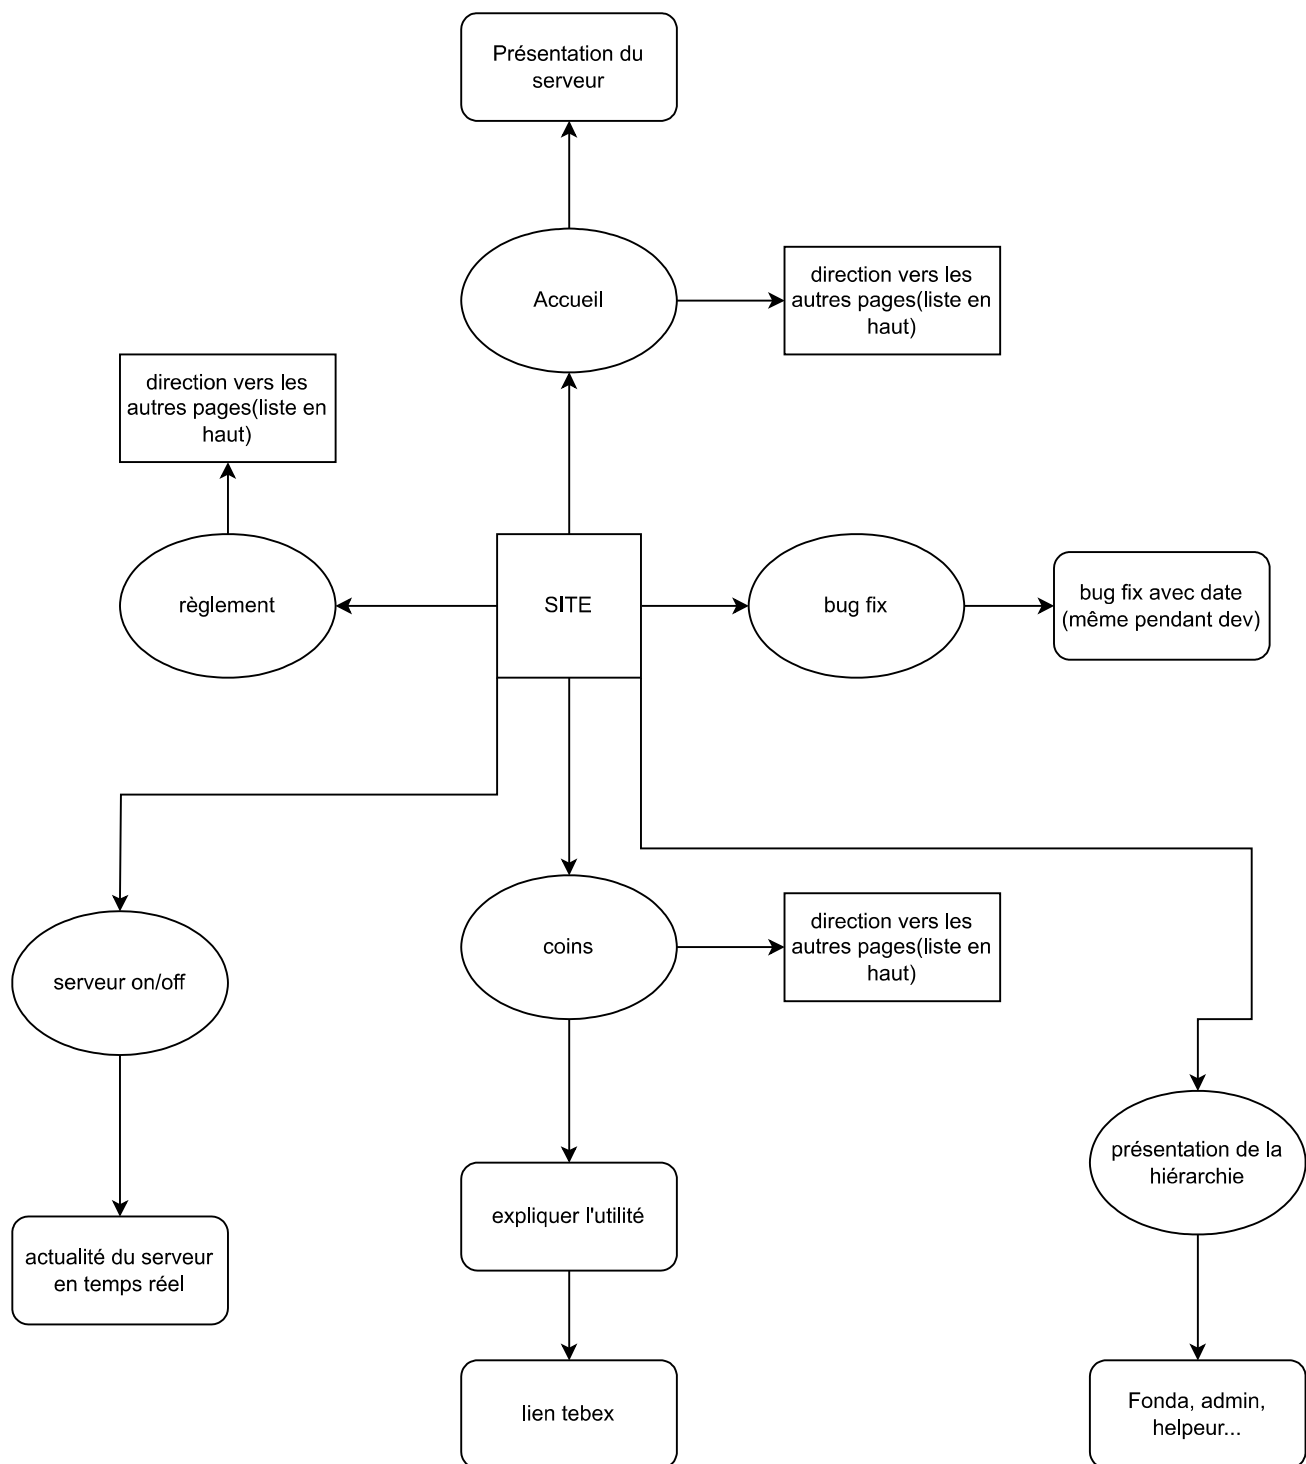 Présentation du
serveur
Accueil
direction vers les
autres pages(liste en
haut)
direction vers les
autres pages(liste en
haut)
règlement
SITE
bug fix
bug fix avec date
(même pendant dev)
serveur on/off
coins
direction vers les
autres pages(liste en
haut)
présentation de la
hiérarchie
expliquer l'utilité
actualité du serveur
en temps réel
lien tebex
Fonda, admin,
helpeur...